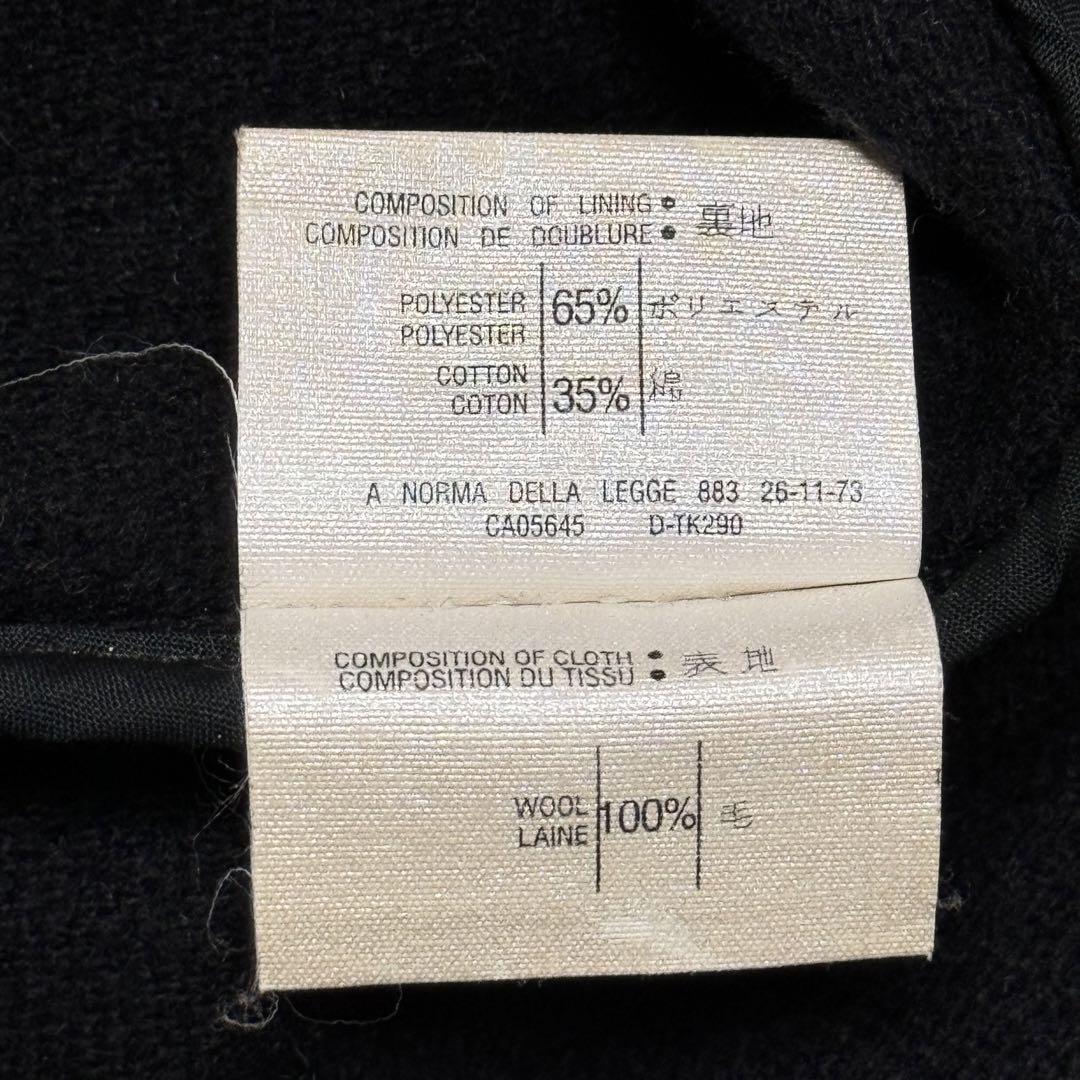 COMPOSITION OF LINING : 裏地
COMPOSITION DE DOUBLURE
POLYESTER 65% ポリエステル
POLYESTER
COTTON 35% 綿
COTON
A NORMA DELLA LEGGE 883 26-11-73
CA05645 D-TK290
COMPOSITION OF CLOTH : 表地
COMPOSITION DU TISSU
WOOL 100% 毛
LAINE